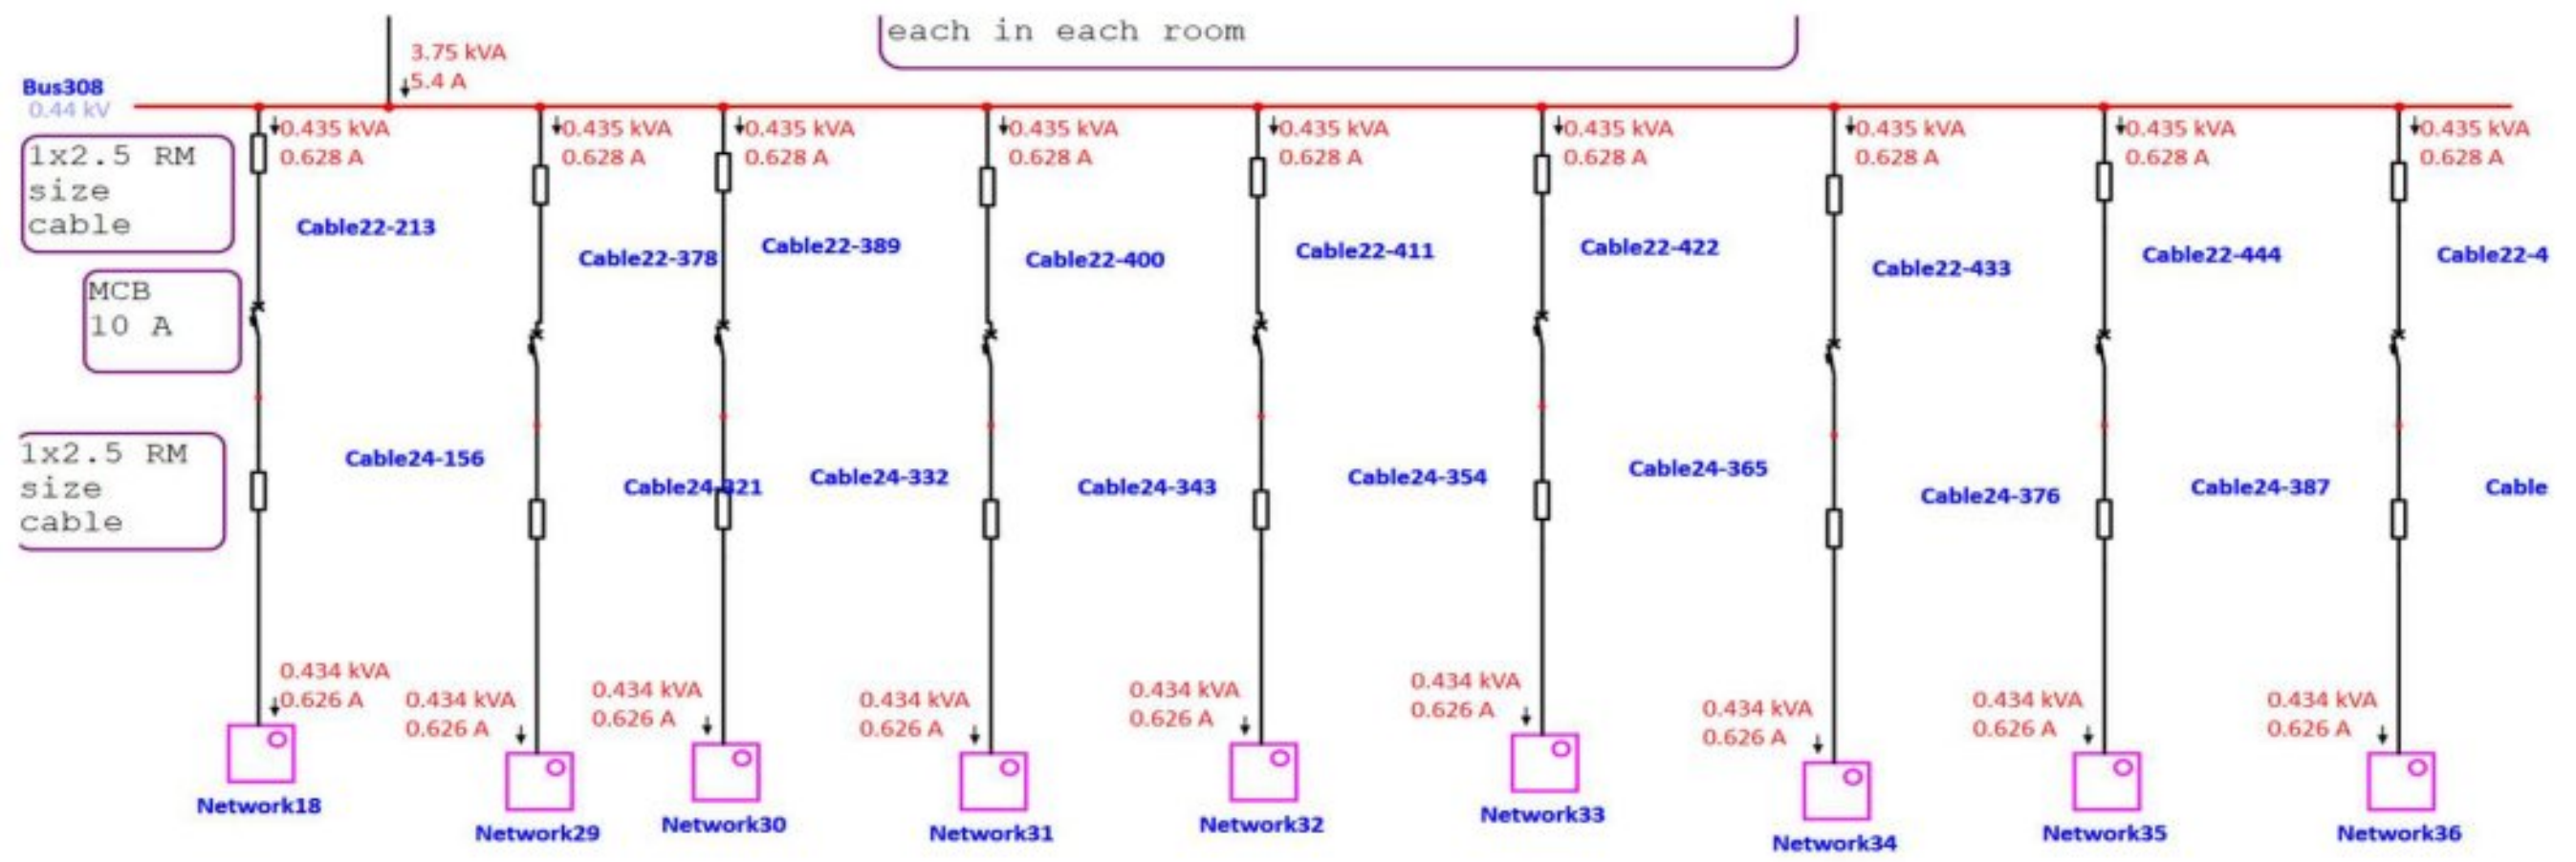 each in each room
3.75 kVA
5.4 A
Bus308
0.44 kV
0.435 kVA
0.628 A
0.435 kVA
0.628 A
0.435 kVA
0.628 A
0.435 kVA
0.628 A
0.435 kVA
0.628 A
0.435 kVA
0.628 A
0.435 kVA
0.628 A
0.435 kVA
0.628 A
0.435 kVA
0.628 A
1x2.5 RM
size
cable
Cable22-213
Cable22-378
Cable22-389
Cable22-400
Cable22-411
Cable22-422
Cable22-433
Cable22-444
Cable22-4
MCB
10 A
1x2.5 RM
size
cable
Cable24-156
Cable24-321
Cable24-332
Cable24-343
Cable24-354
Cable24-365
Cable24-376
Cable24-387
Cable
0.434 kVA
0.626 A
0.434 kVA
0.626 A
0.434 kVA
0.626 A
0.434 kVA
0.626 A
0.434 kVA
0.626 A
0.434 kVA
0.626 A
0.434 kVA
0.626 A
0.434 kVA
0.626 A
0.434 kVA
0.626 A
Network18
Network29
Network30
Network31
Network32
Network33
Network34
Network35
Network36